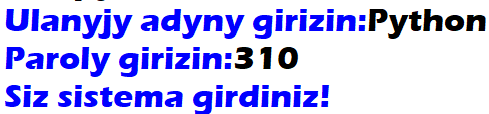 Ulanyjy adyny girizin:Python
Paroly girizin:310
Siz sistema girdiniz!